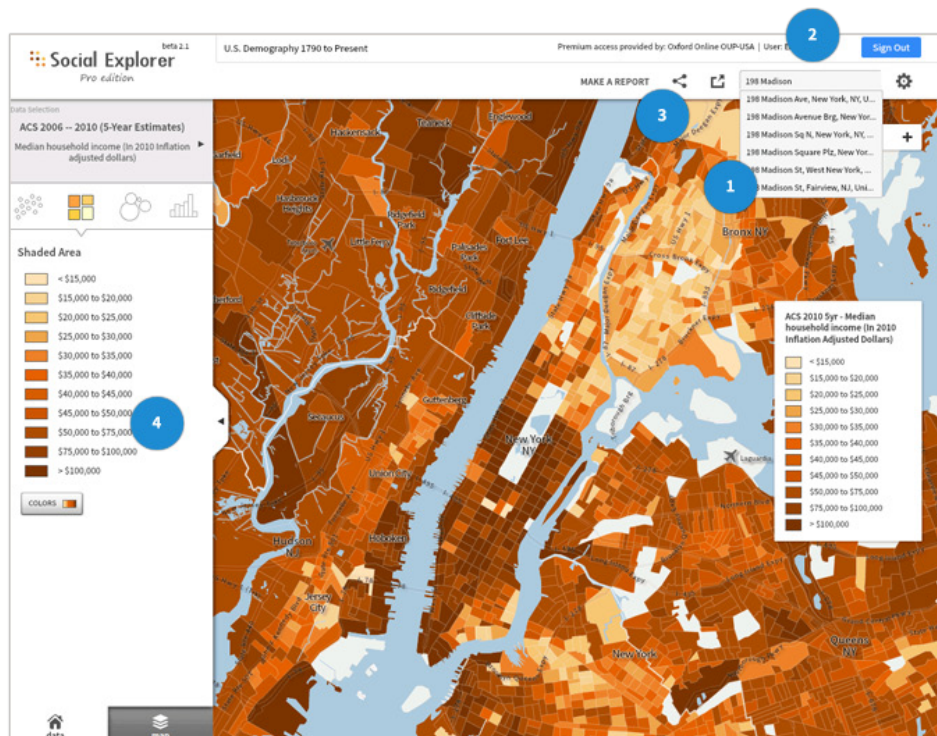 2
beta 2.1
Social Explorer
Pro edition
U.S. Demography 1790 to Present
Premium access provided by: Oxford Online OUP-USA | User:
Sign Out
MAKE A REPORT
198 Madison
198 Madison Ave, New York, NY, U...
198 Madison Avenue Brg, New Yor...
198 Madison Sq N, New York, NY, ...
198 Madison Square Plz, New Yor...
Madison St, West New York, ...
Madison St, Fairview, NJ, Uni...
3
1
+
Data Selection
ACS 2006 -- 2010 (5-Year Estimates)
Median household income (In 2010 Inflation
adjusted dollars)
Shaded Area
< $15,000
$15,000 to $20,000
$20,000 to $25,000
$25,000 to $30,000
$30,000 to $35,000
$35,000 to $40,000
$40,000 to $45,000
$45,000 to $50,000
$50,000 to $75,000
$75,000 to $100,000
> $100,000
4
COLORS
data
map
Hackensack
Teaneck
Englewood
Lodi
Hasbrouck
Heights
Ridgefield
Park
Little Ferry
Palisades
Park
Fort Lee
Ridgefield
Cliffside
Park
Bronx NY
Guttenberg
Secaucus
Union City
New York
NY
Hoboken
Hudson
NJ
Jersey
City
New York
Queens
NY
ACS 2010 5yr - Median
household income (In 2010
Inflation Adjusted Dollars)
< $15,000
$15,000 to $20,000
$20,000 to $25,000
$25,000 to $30,000
$30,000 to $35,000
$35,000 to $40,000
$40,000 to $45,000
$45,000 to $50,000
$50,000 to $75,000
$75,000 to $100,000
> $100,000